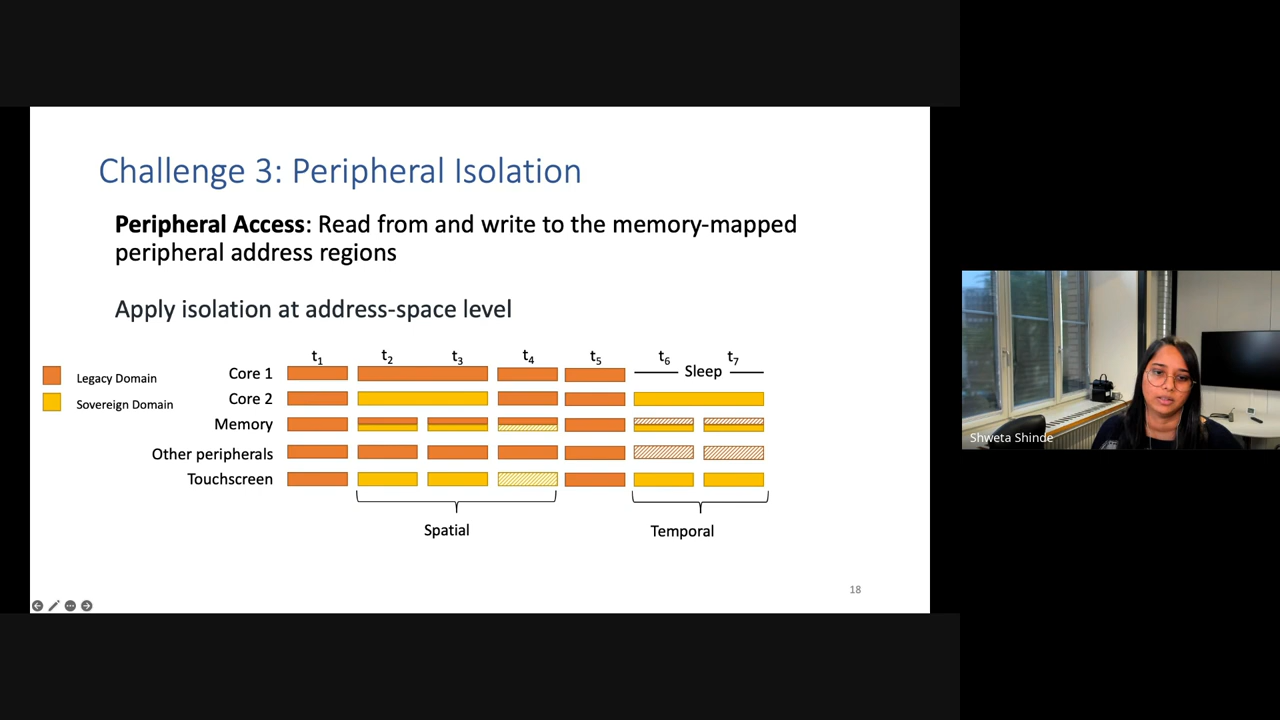 Challenge 3: Peripheral Isolation
Peripheral Access: Read from and write to the memory-mapped
peripheral address regions
Apply isolation at address-space level
t1 t2 t3 t4 t5 t6 t7
Legacy Domain
Sovereign Domain
Core 1
Sleep
Core 2
Memory
Other peripherals
Touchscreen
Spatial
Temporal
18
Shweta Shinde